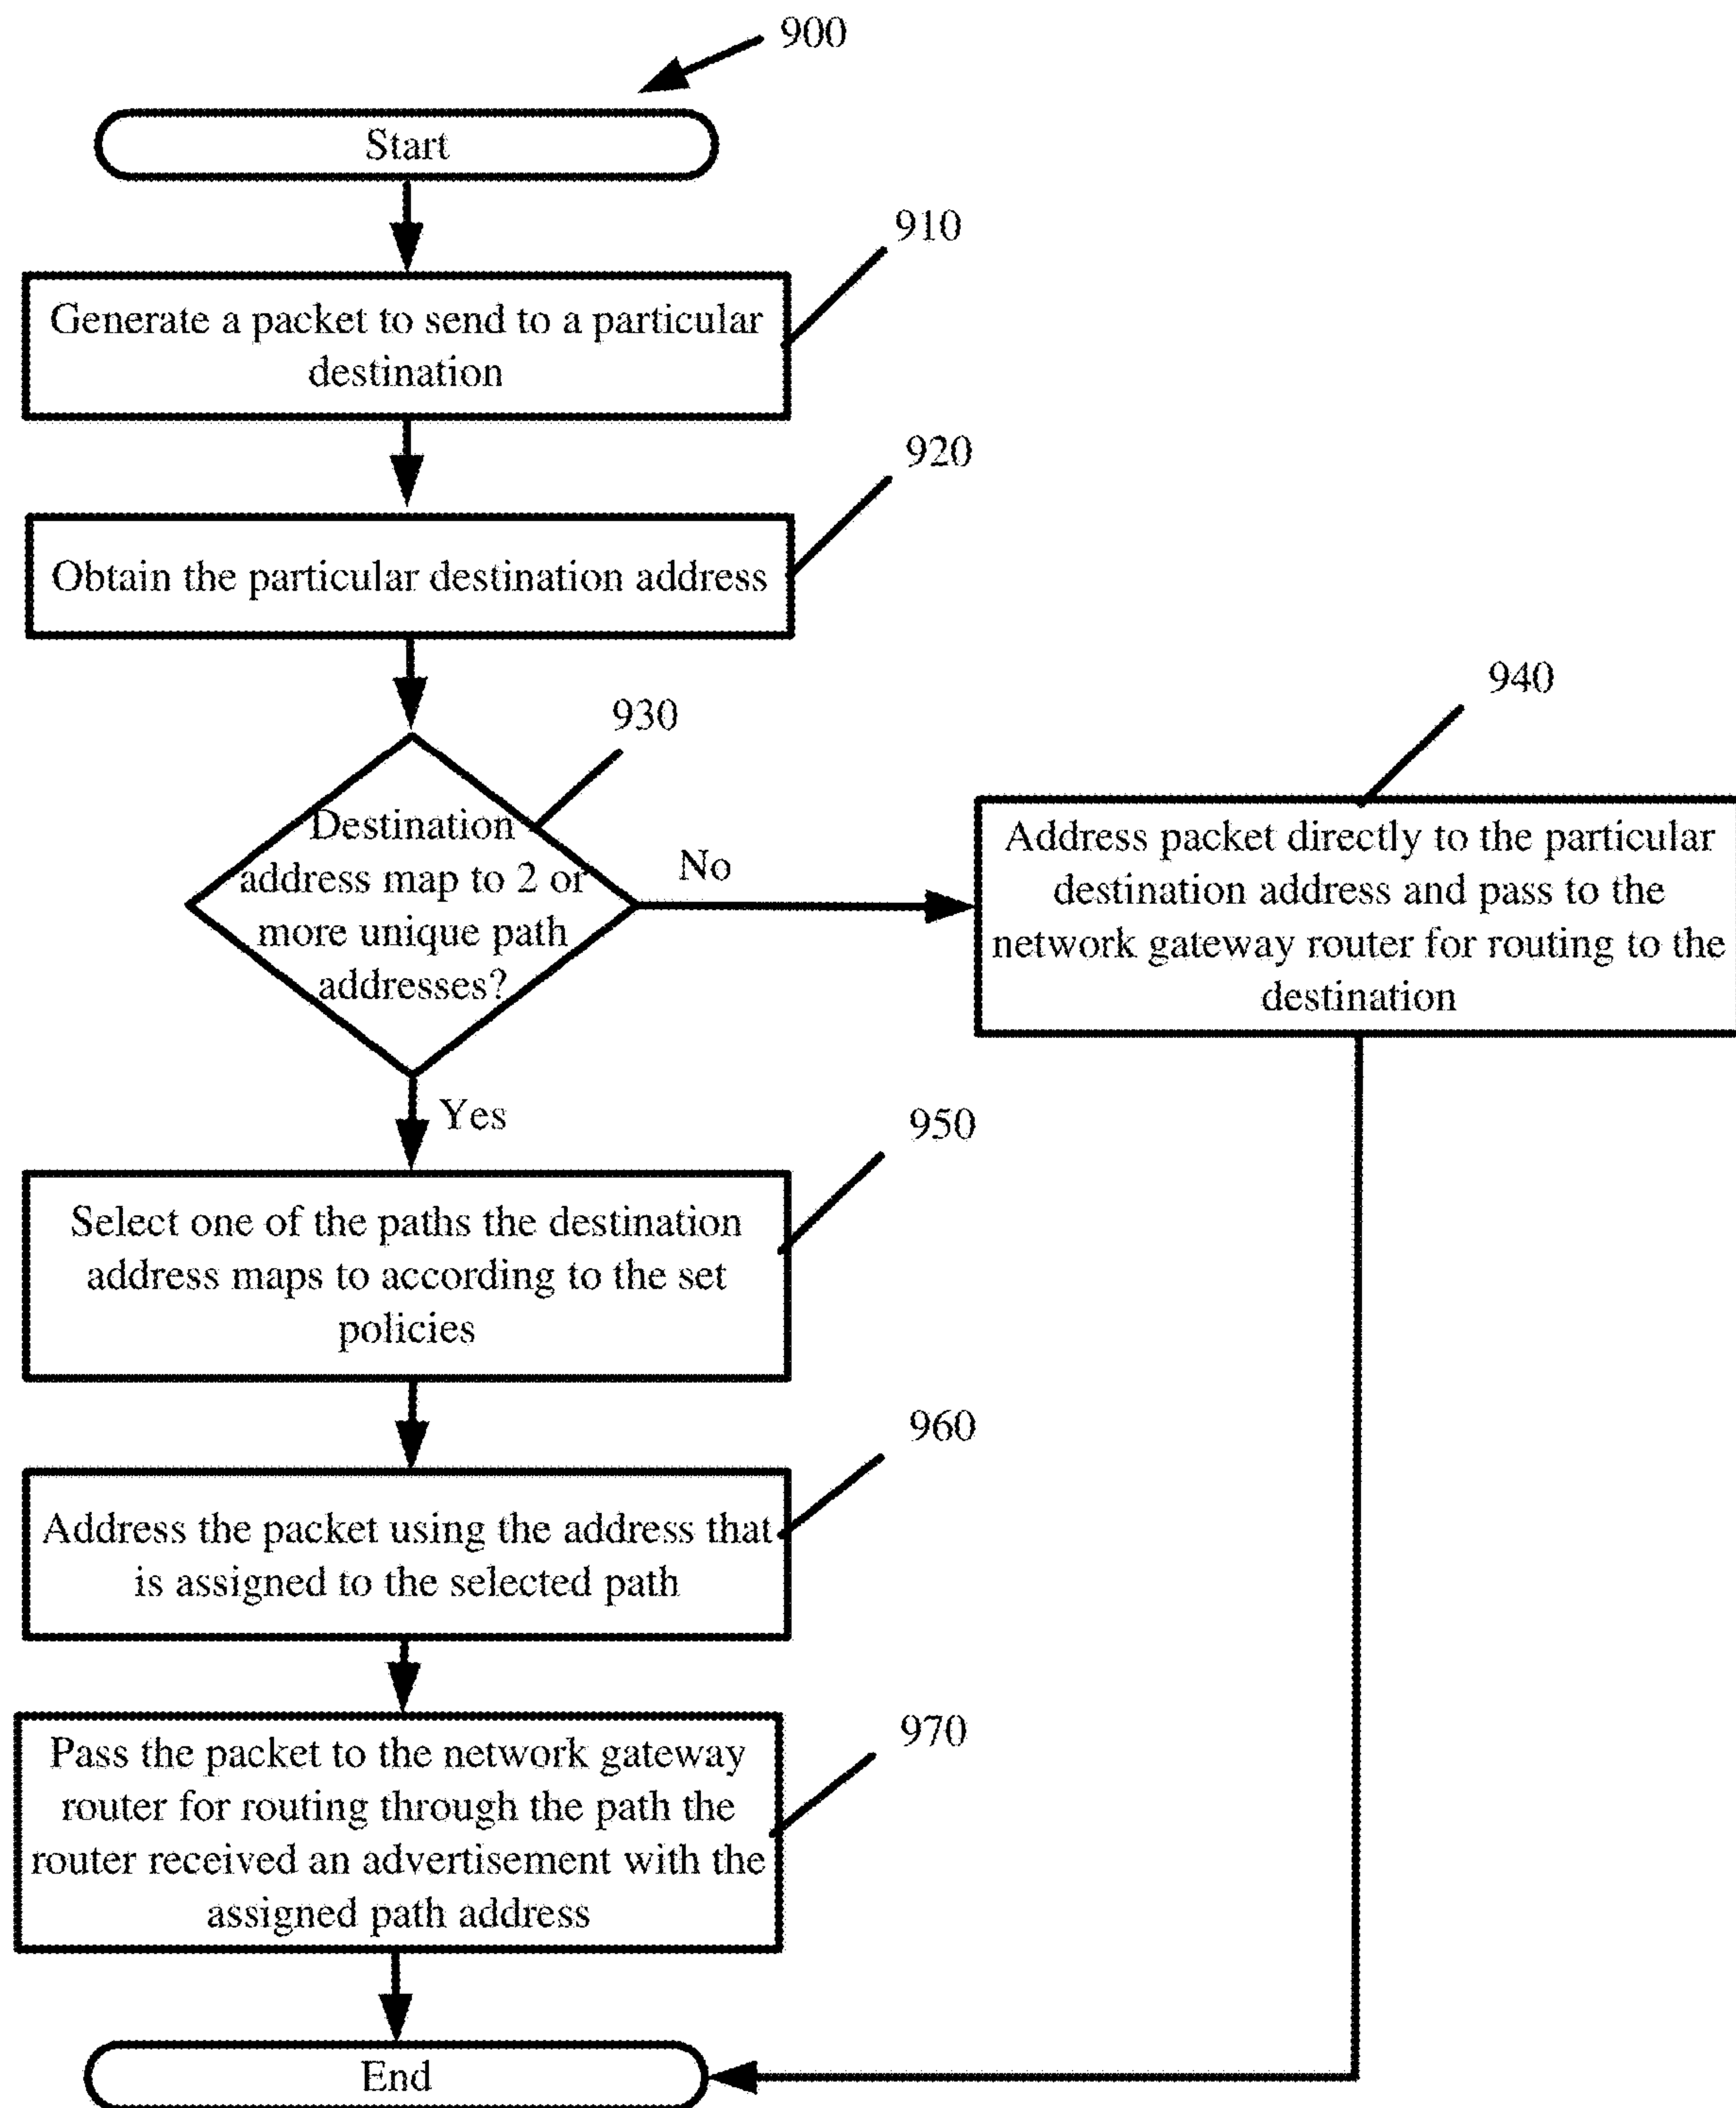 900
Start
910
Generate a packet to send to a particular
destination
920
Obtain the particular destination address
930
940
Destination
address map to 2 or
more unique path
addresses?
No
Address packet directly to the particular
destination address and pass to the
network gateway router for routing to the
destination
Yes
950
Select one of the paths the destination
address maps to according to the set
policies
960
Address the packet using the address that
is assigned to the selected path
970
Pass the packet to the network gateway
router for routing through the path the
router received an advertisement with the
assigned path address
End